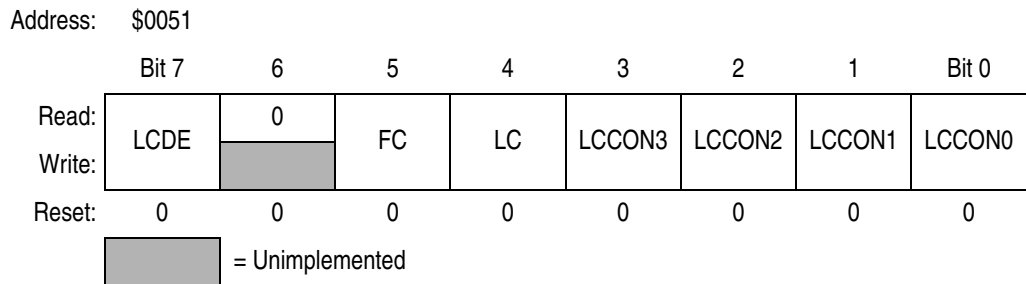 Address: $0051
Bit 7 6 5 4 3 2 1 Bit 0
Read: 0
LCDE FC LC LCCON3 LCCON2 LCCON1 LCCON0
Write:
Reset: 0 0 0 0 0 0 0 0
= Unimplemented